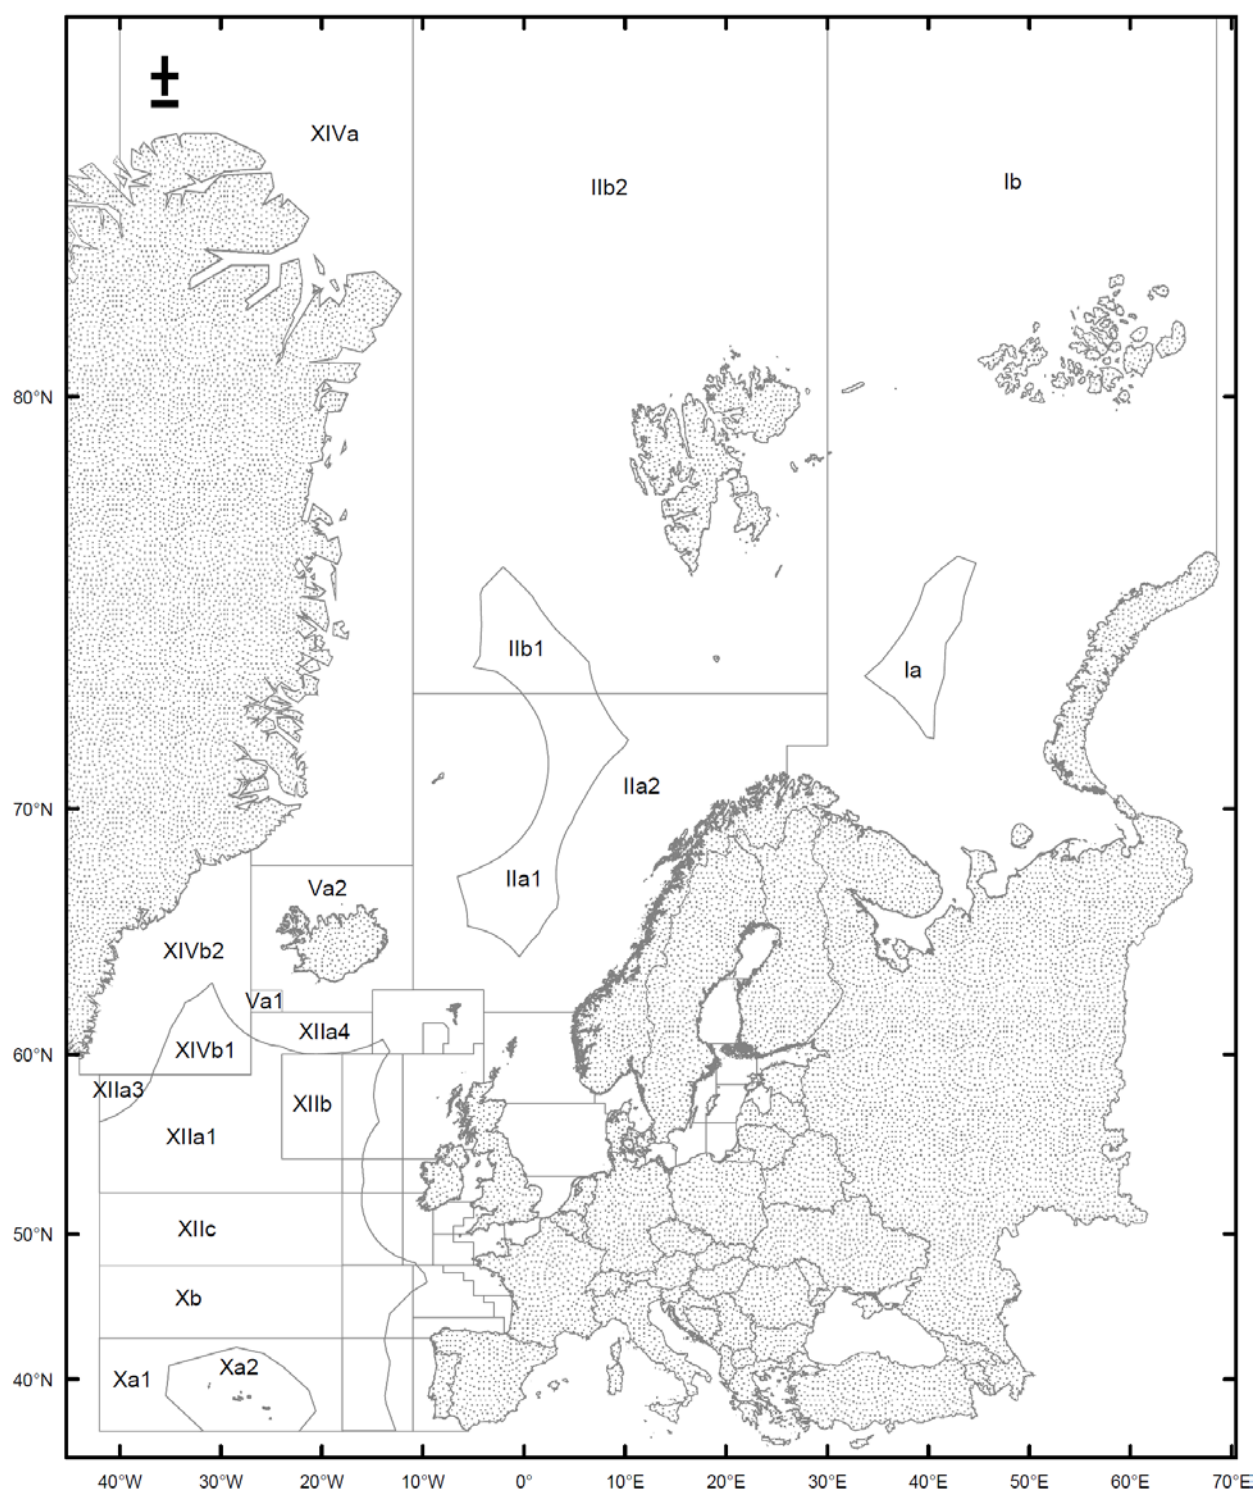 XIVa
Ib
IIb2
80°N
IIb1
Ia
IIa2
70°N
IIa1
Va2
XIVb2
Va1
XIIa4
XIVb1
60°N
XIIa3
XIIb
XIIa1
XIIc
50°N
Xb
Xa2
Xa1
40°N
40°W 30°W 20°W 10°W 0° 10°E 20°E 30°E 40°E 50°E 60°E 70°E